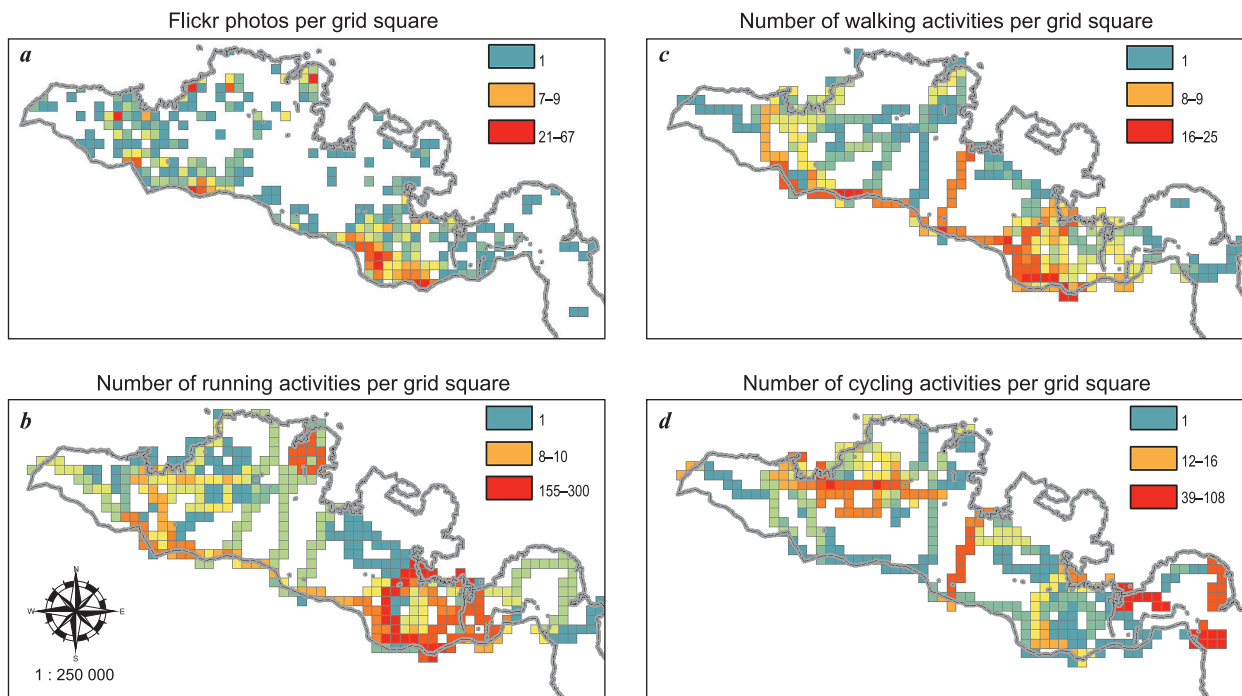 Flickr photos per grid square
a
1
7–9
21–67
Number of walking activities per grid square
c
1
8–9
16–25
Number of running activities per grid square
b
1
8–10
155–300
N
W E
S
1 : 250 000
Number of cycling activities per grid square
d
1
12–16
39–108